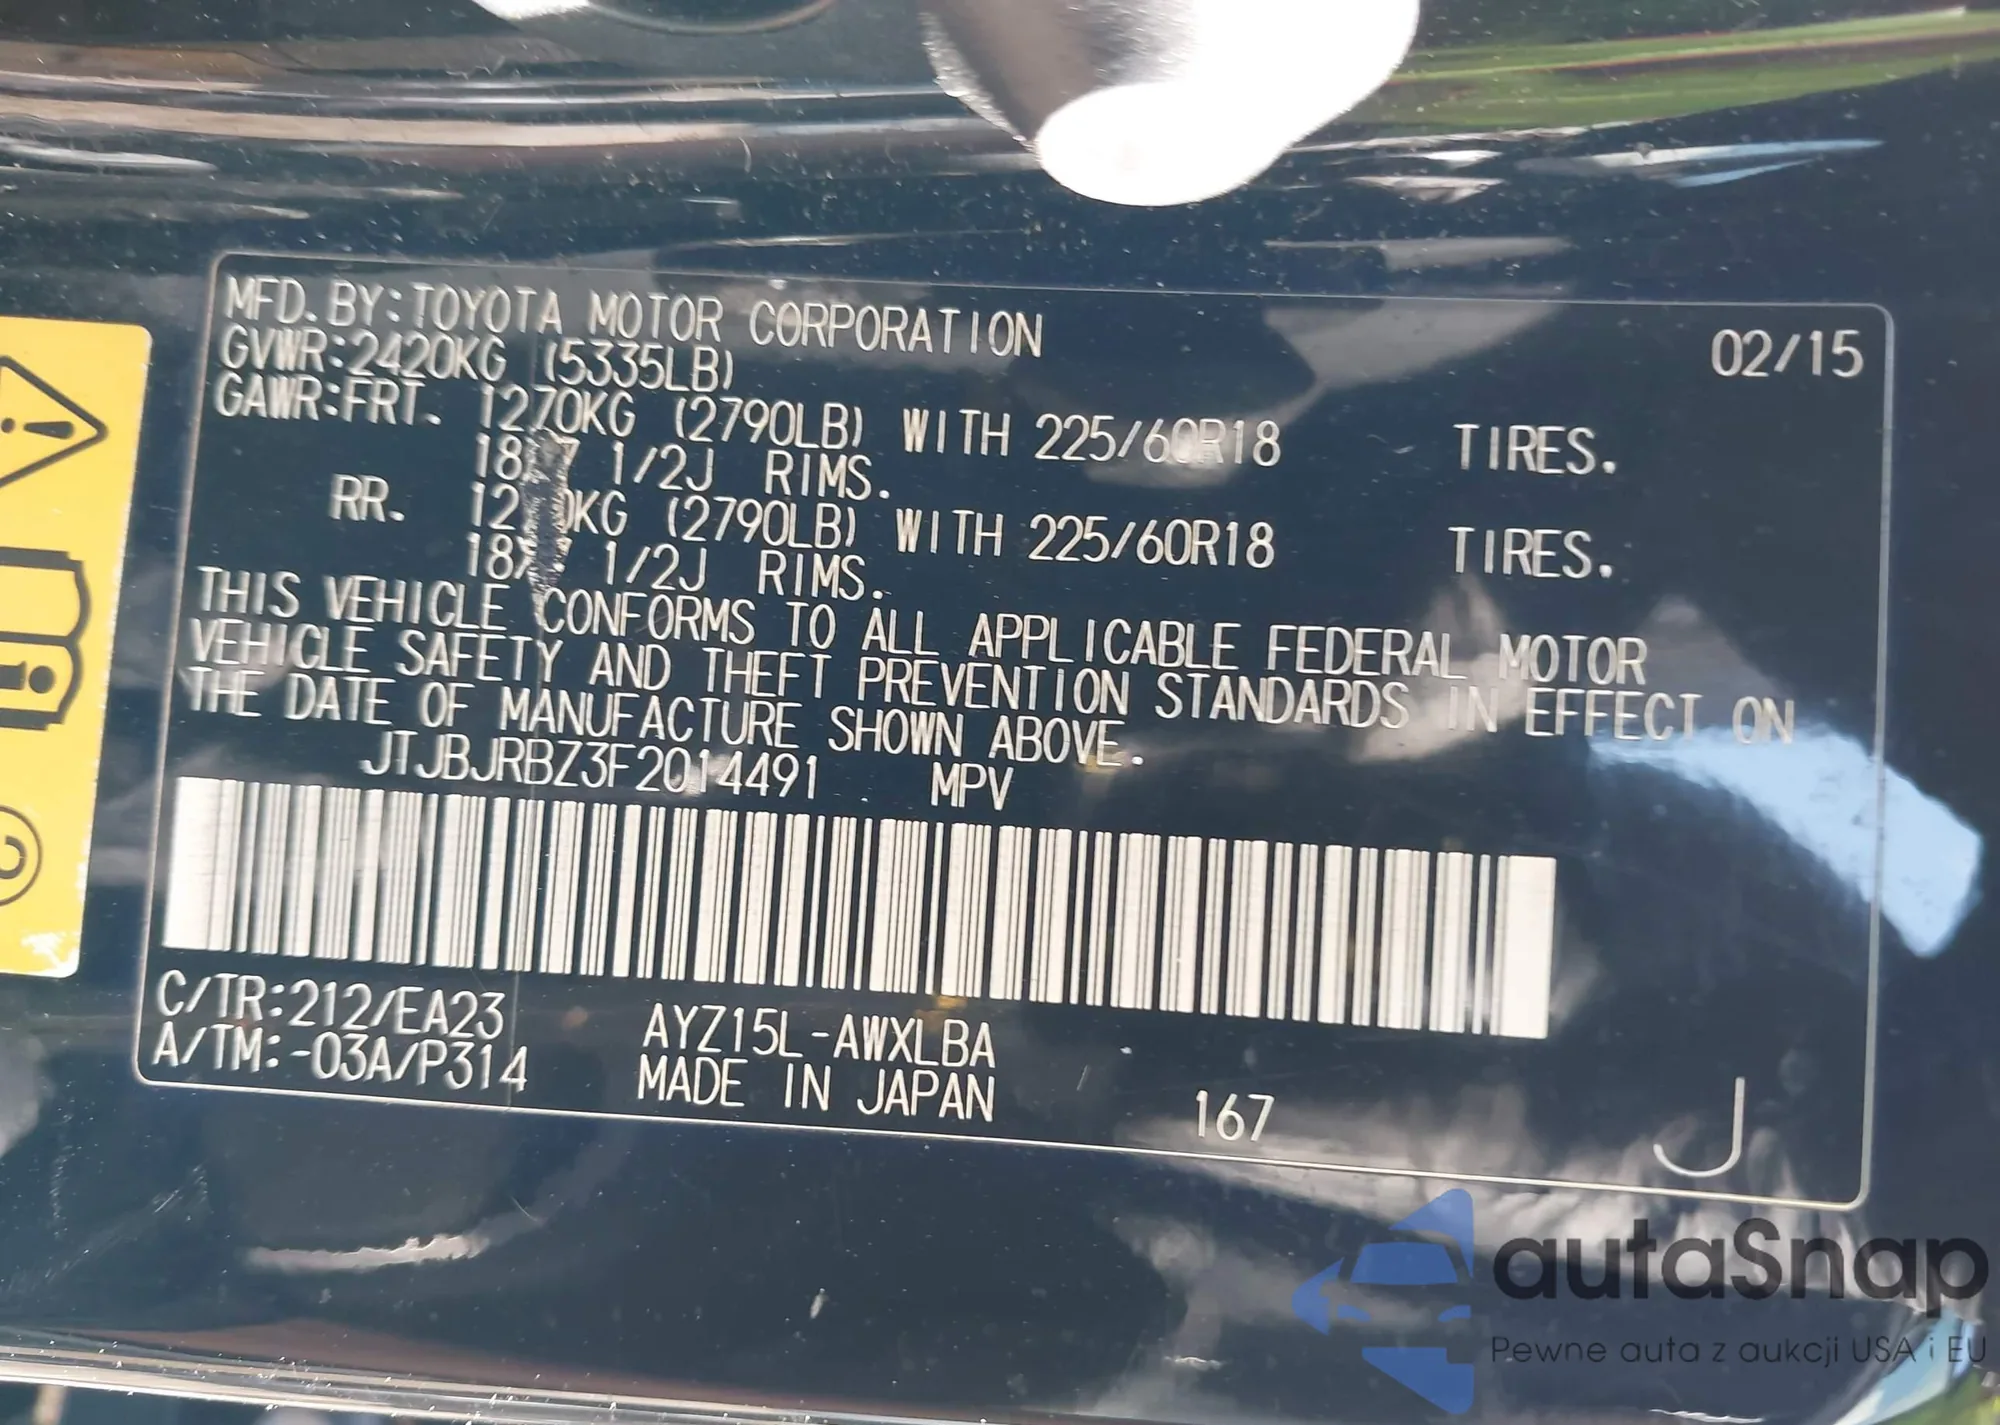 MFD. BY:TOYOTA MOTOR CORPORATION 02/15
GVWR:2420KG (5335LB)
GAWR:FRT. 1270KG (2790LB) WITH 225/60R18 TIRES.
18X7 1/2J RIMS.
RR. (2790LB) WITH 225/60R18 TIRES.
18X7 1/2J RIMS.
THIS VEHICLE CONFORMS TO ALL APPLICABLE FEDERAL MOTOR
VEHICLE SAFETY AND THEFT PREVENTION STANDARDS IN EFFECT ON
THE DATE OF MANUFACTURE SHOWN ABOVE.
JTJBJRBZ3F2014491 MPV
C/TR:212/EA23 AYZ15L-AWXLBA
A/TM:-03A/P314 MADE IN JAPAN 167 J
autaSnap
Pewne auta z aukcji USA i EU